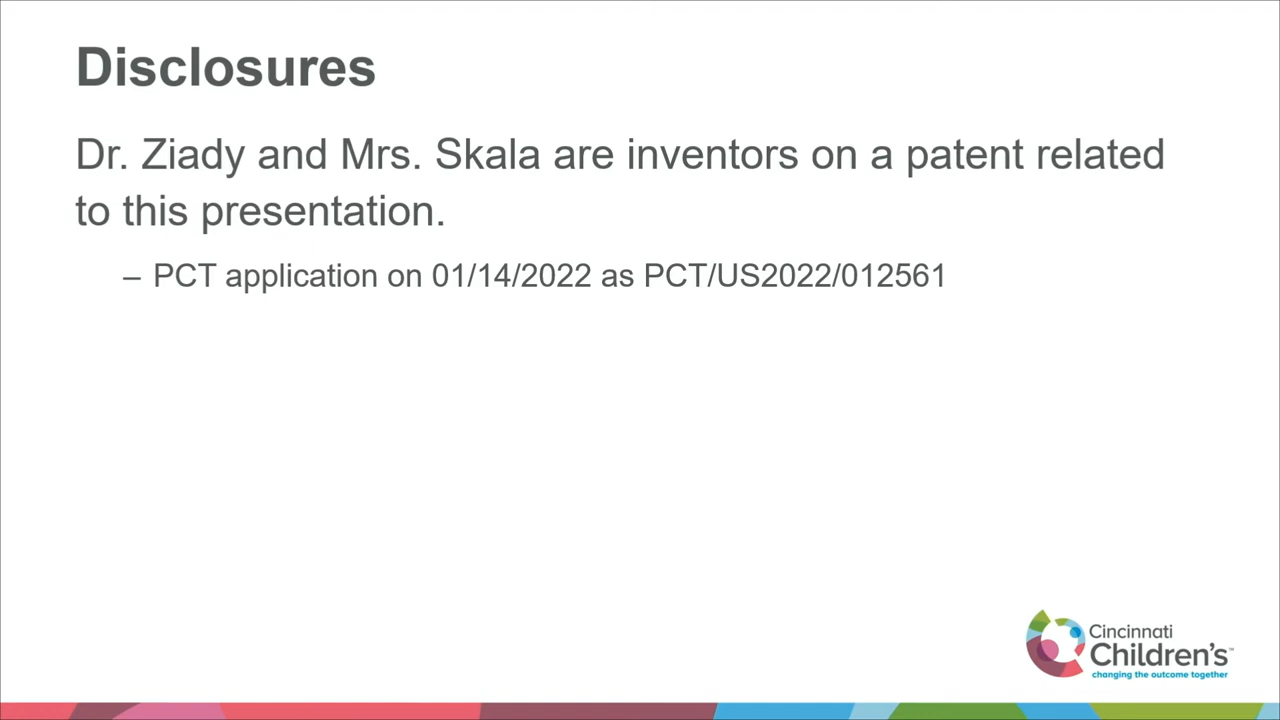 Disclosures
Dr. Ziady and Mrs. Skala are inventors on a patent related
to this presentation.
– PCT application on 01/14/2022 as PCT/US2022/012561
Cincinnati
Children's™
changing the outcome together